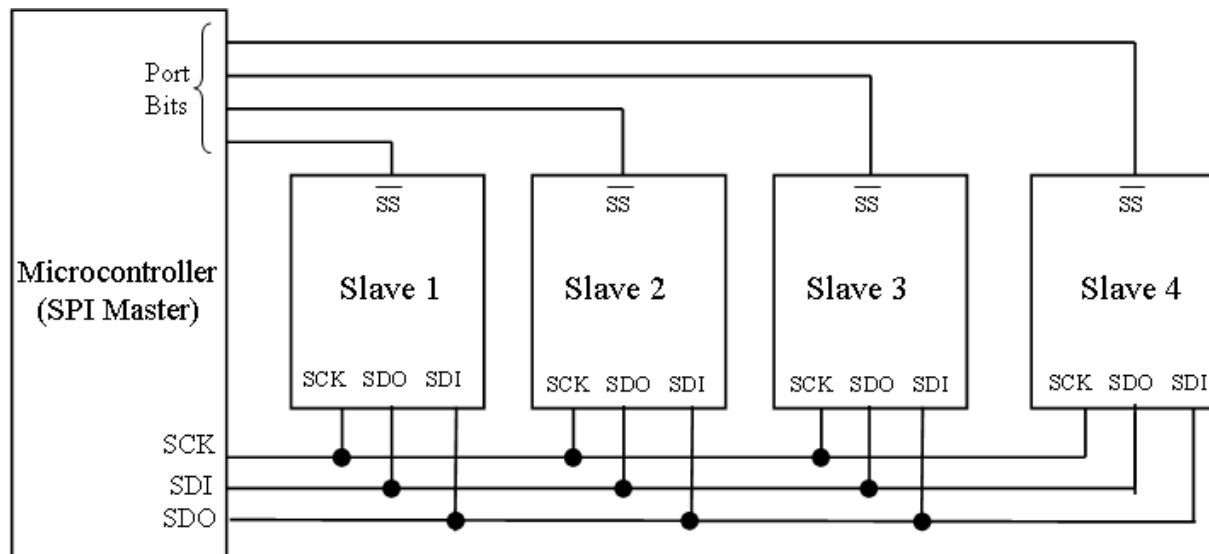 Port
Bits
SS
SS
SS
SS
Microcontroller
(SPI Master)
Slave 1
Slave 2
Slave 3
Slave 4
SCK SDO SDI
SCK SDO SDI
SCK SDO SDI
SCK SDO SDI
SCK
SDI
SDO